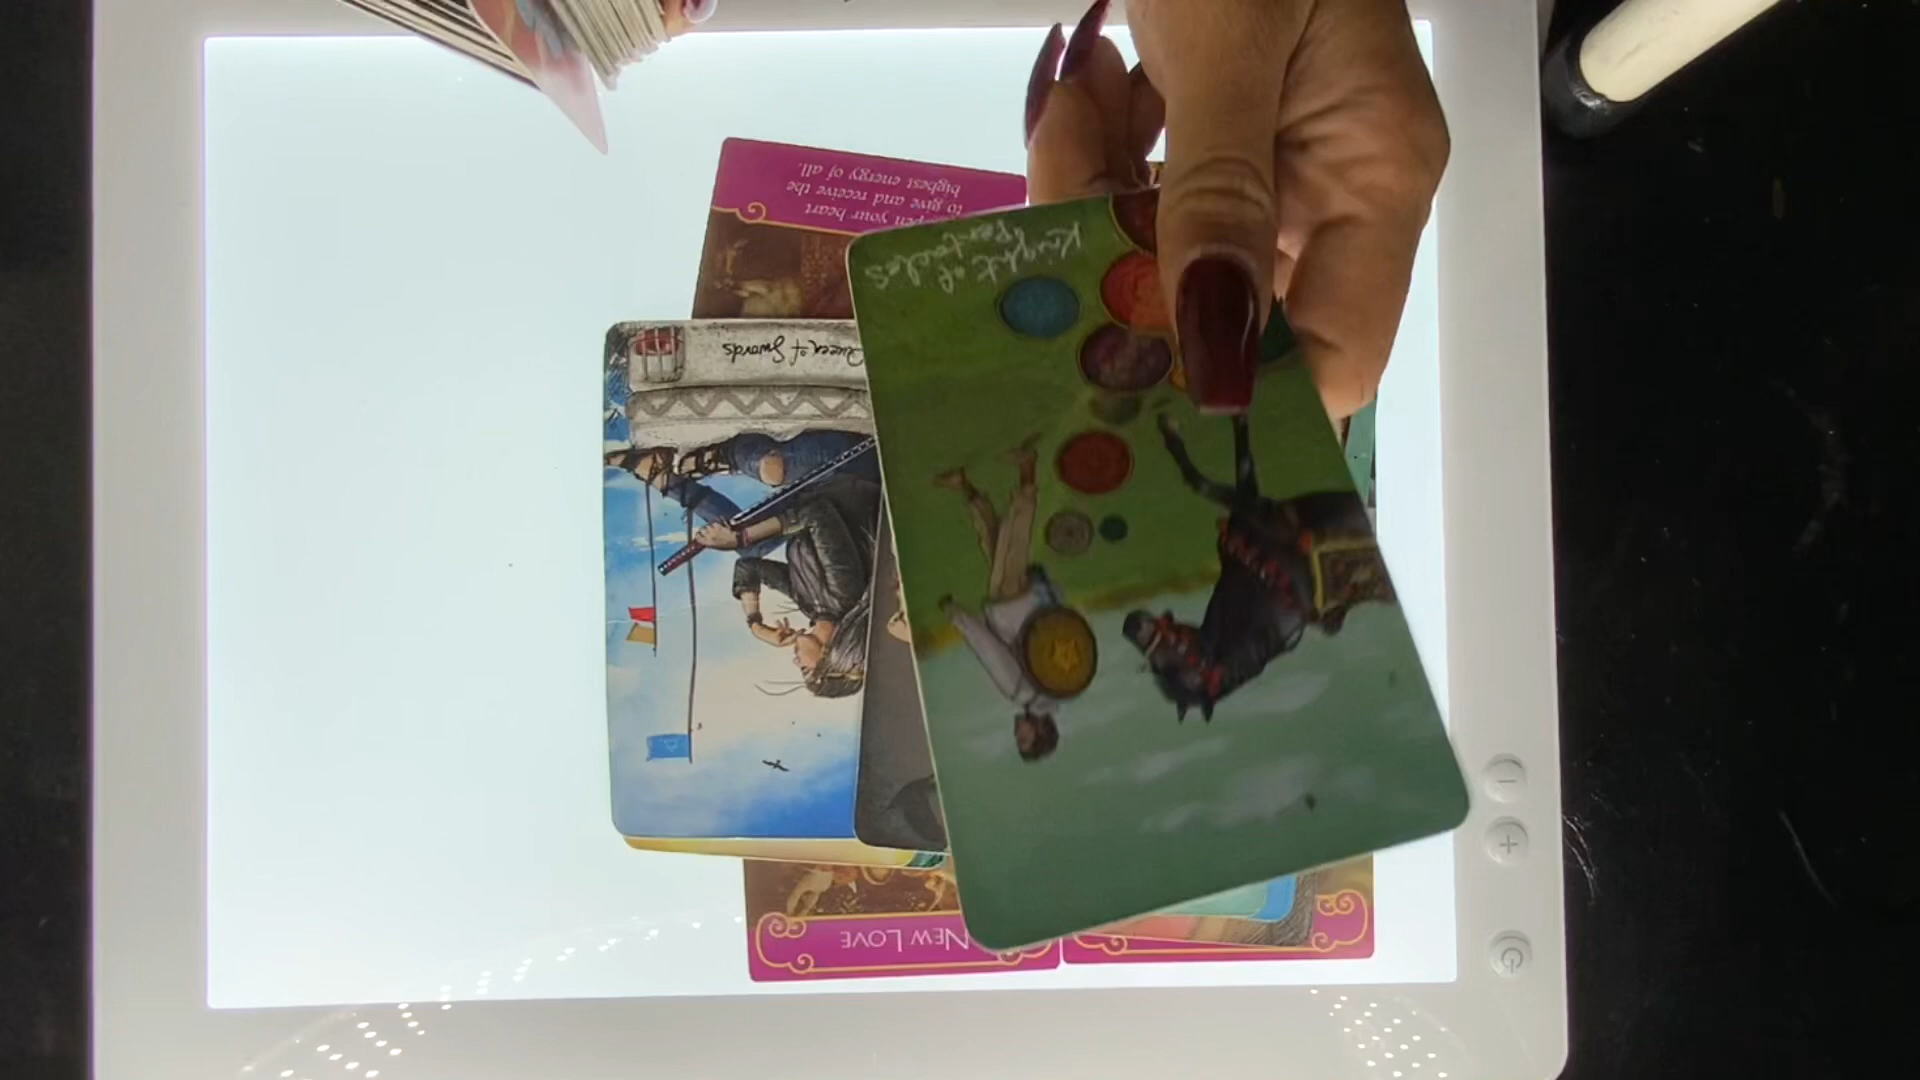 Open your heart
to give and receive the
highest energy of all.
Queen of Swords
Knight of
Pentacles
New Love